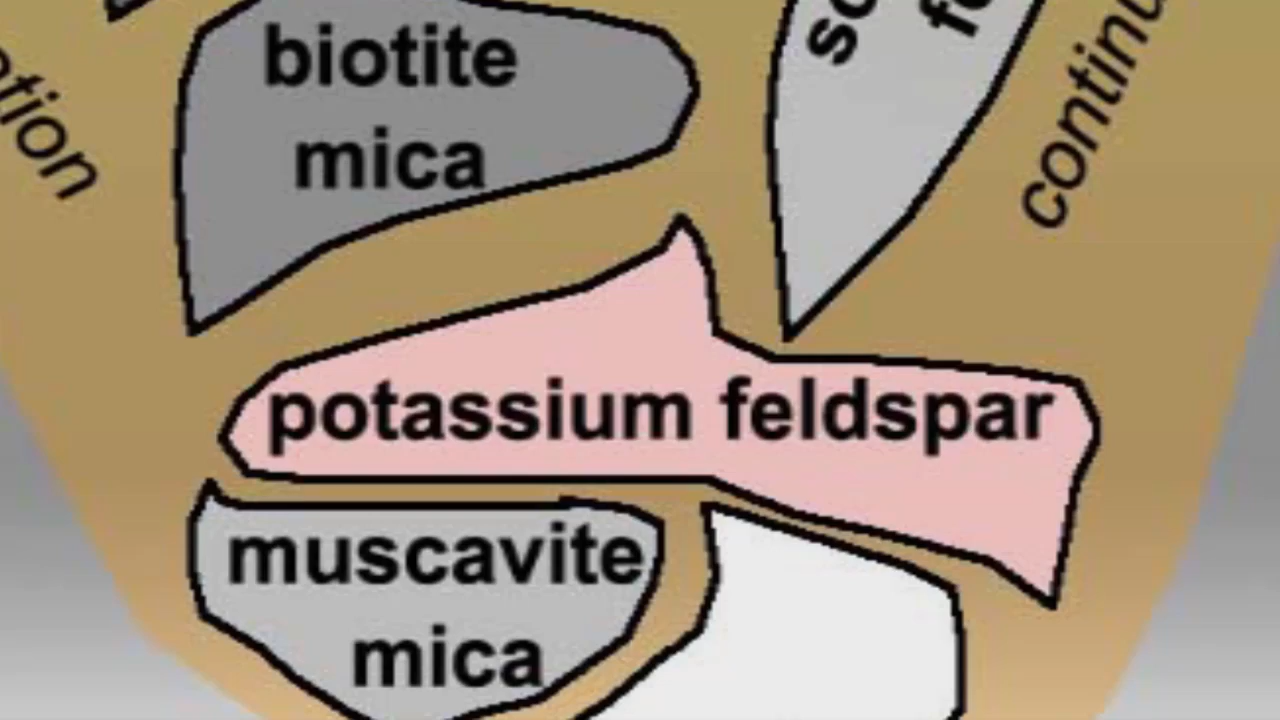 biotite
mica
potassium feldspar
muscavite
mica